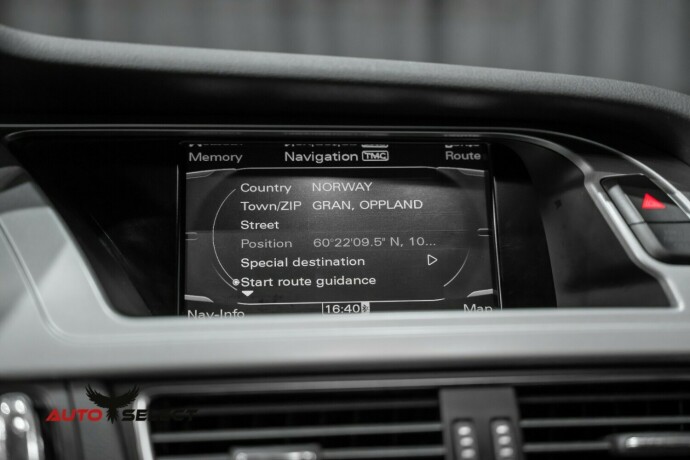 Memory Navigation TMC Route
Country NORWAY
Town/ZIP GRAN, OPPLAND
Street
Position 60°22'09.5" N, 10...
Special destination
Start route guidance
Nav-Info 16:40 Map
AUTO SELECT